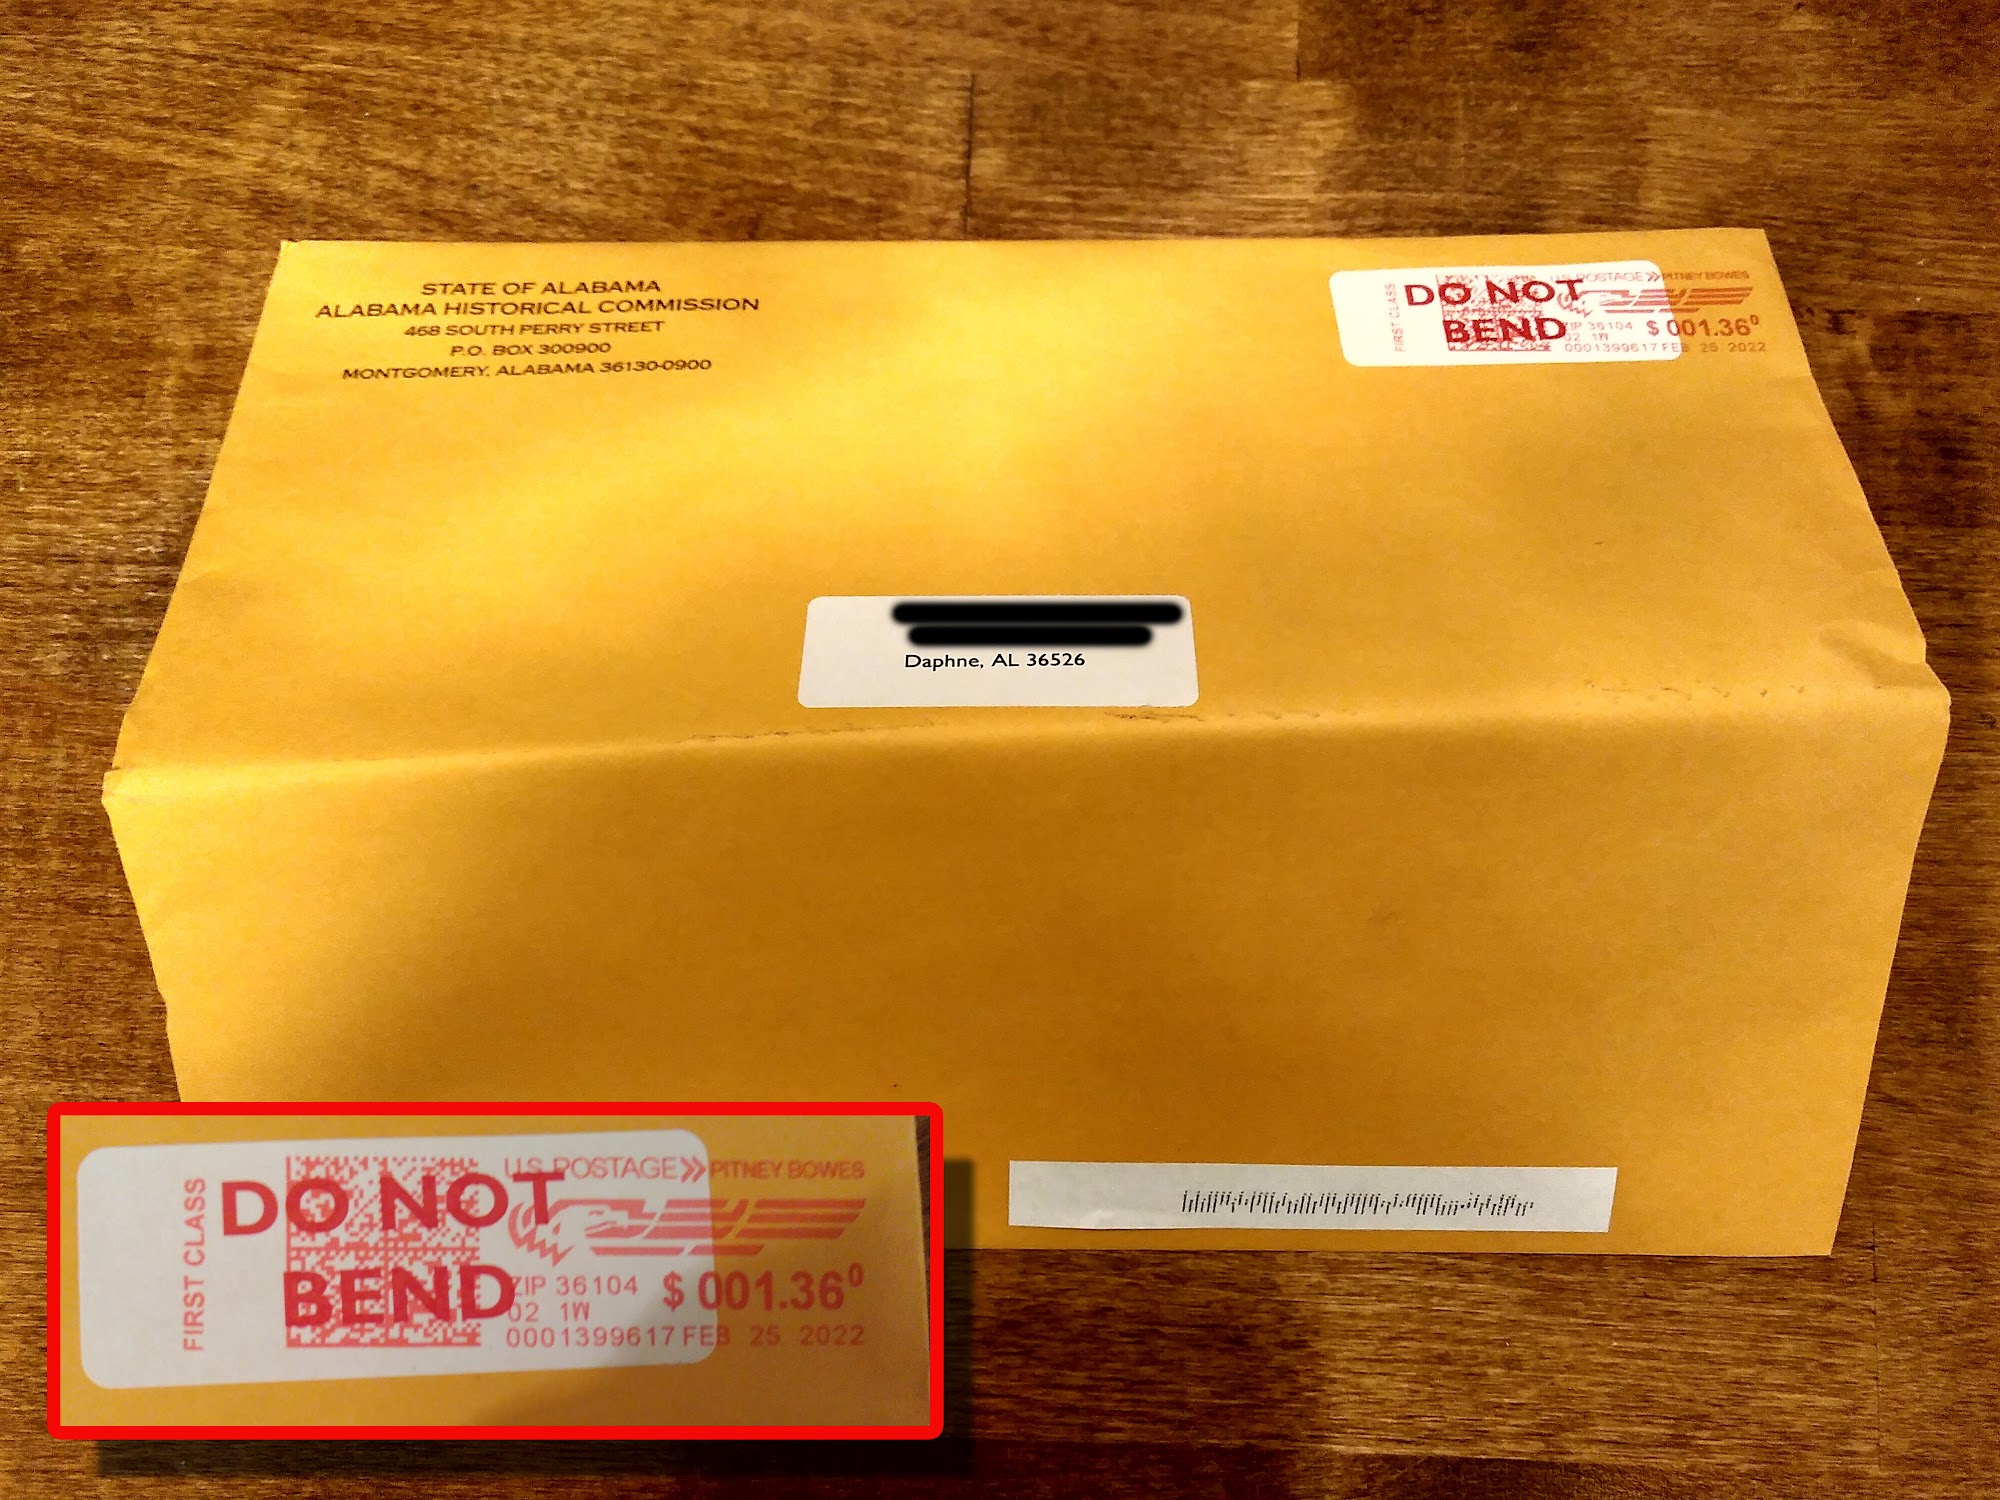 STATE OF ALABAMA
ALABAMA HISTORICAL COMMISSION
468 SOUTH PERRY STREET
P.O. BOX 300900
MONTGOMERY, ALABAMA 36130-0900
FIRST CLASS
DO NOT
BEND
U.S. POSTAGE PITNEY BOWES
ZIP 36104 $ 001.36⁰
02 1W
0001399617 FEB 25 2022
Daphne, AL 36526
FIRST CLASS
DO NOT
BEND
U.S. POSTAGE PITNEY BOWES
ZIP 36104 $ 001.36⁰
02 1W
0001399617 FEB 25 2022